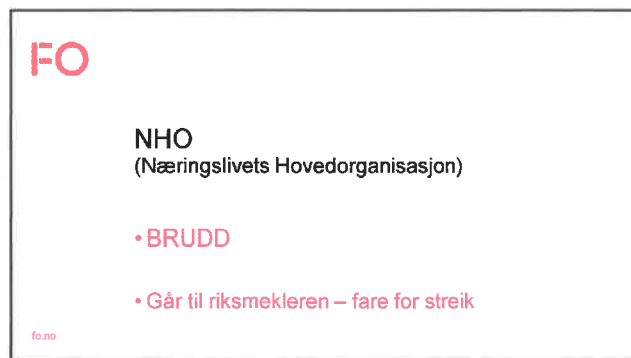 FO
NHO
(Næringslivets Hovedorganisasjon)
• BRUDD
• Går til riksmekleren – fare for streik
fo.no